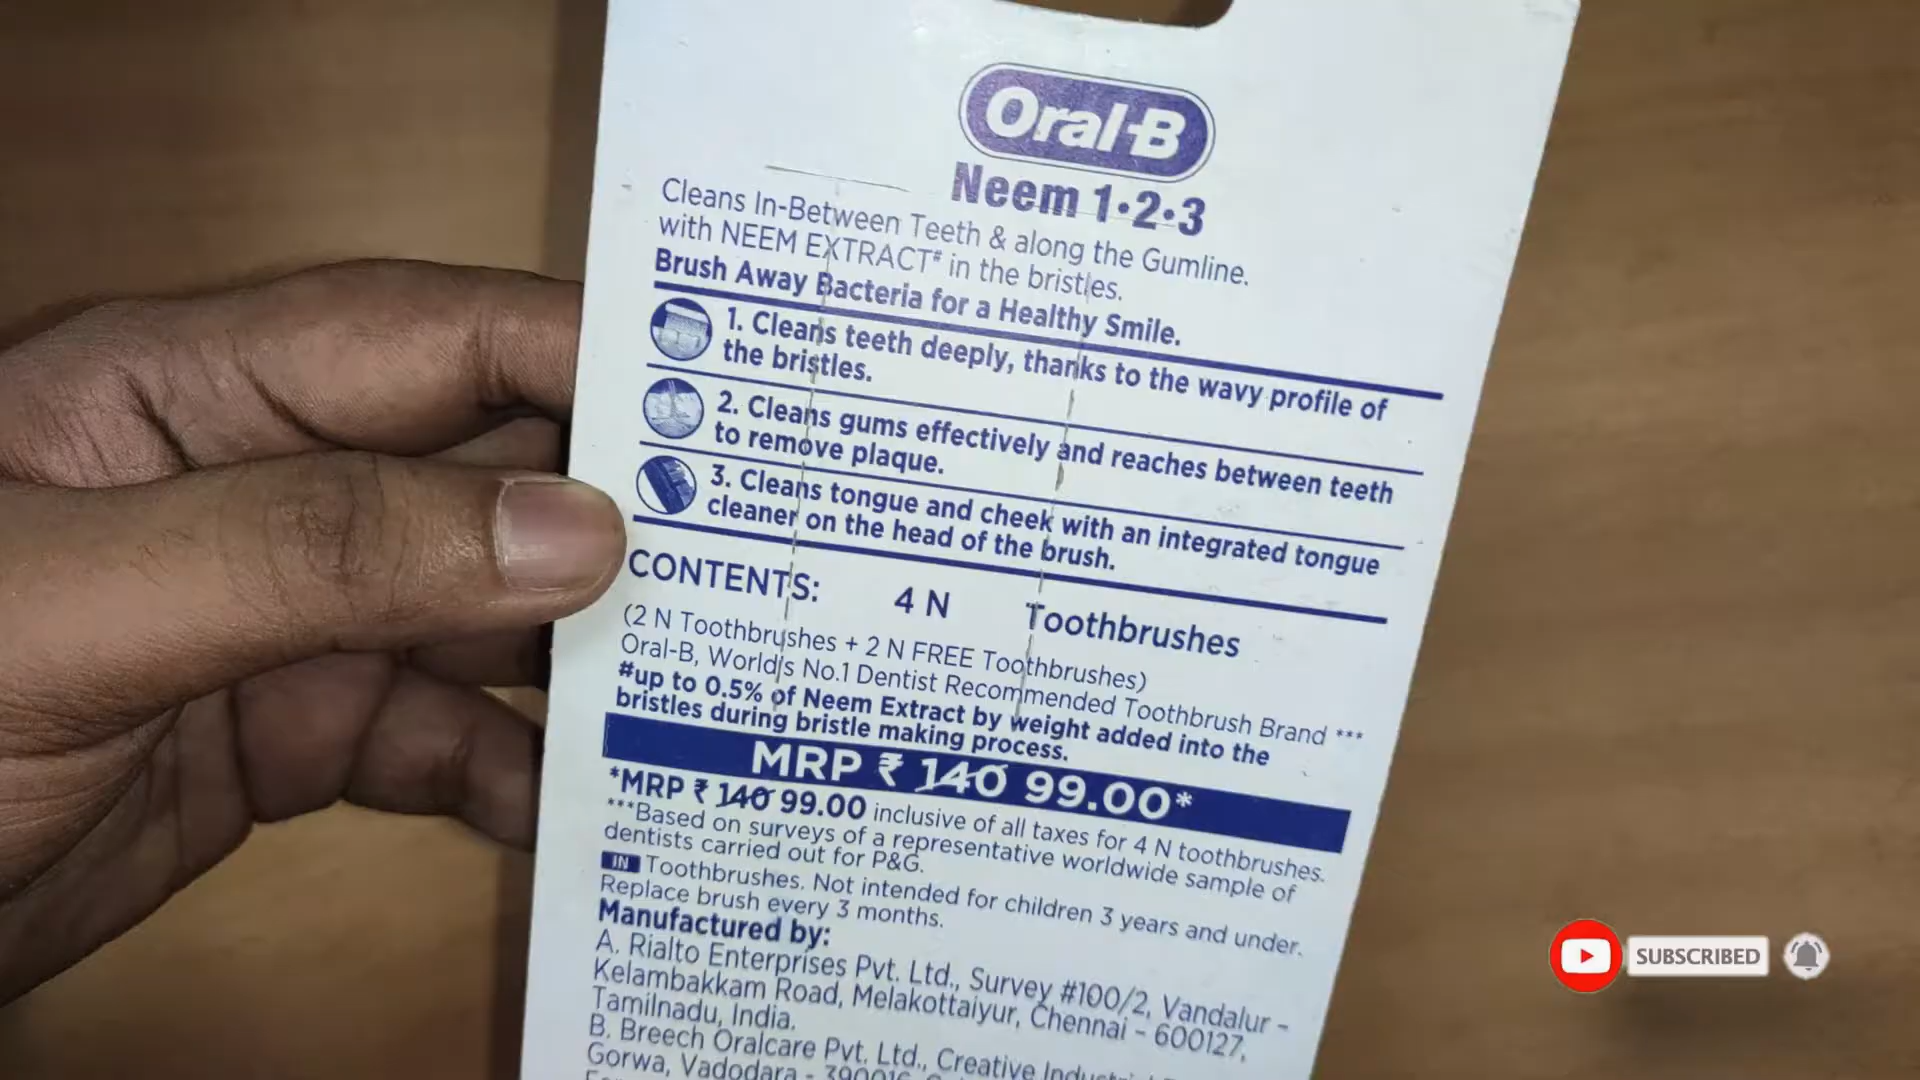 Oral-B
Neem 1•2•3
Cleans In-Between Teeth & along the Gumline.
with NEEM EXTRACT# in the bristles.
Brush Away Bacteria for a Healthy Smile.
1. Cleans teeth deeply, thanks to the wavy profile of
the bristles.
2. Cleans gums effectively and reaches between teeth
to remove plaque.
3. Cleans tongue and cheek with an integrated tongue
cleaner on the head of the brush.
CONTENTS: 4 N Toothbrushes
(2 N Toothbrushes + 2 N FREE Toothbrushes)
Oral-B, World's No.1 Dentist Recommended Toothbrush Brand ***
#up to 0.5% of Neem Extract by weight added into the
bristles during bristle making process.
MRP ₹ 140 99.00*
*MRP ₹ 140 99.00 inclusive of all taxes for 4 N toothbrushes.
***Based on surveys of a representative worldwide sample of
dentists carried out for P&G.
IN Toothbrushes. Not intended for children 3 years and under.
Replace brush every 3 months.
Manufactured by:
A. Rialto Enterprises Pvt. Ltd., Survey #100/2, Vandalur -
Kelambakkam Road, Melakottaiyur, Chennai - 600127,
Tamilnadu, India.
B. Breech Oralcare Pvt. Ltd., Creative
Gorwa, Vadodara - 390016,
SUBSCRIBED